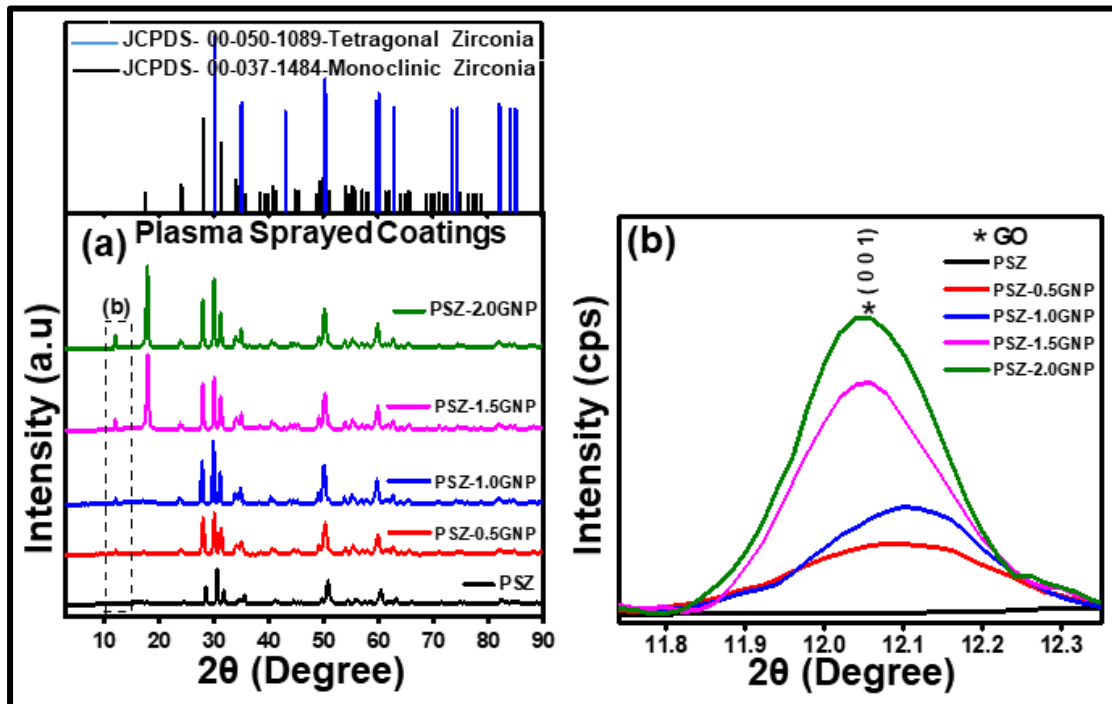 JCPDS- 00-050-1089-Tetragonal Zirconia
JCPDS- 00-037-1484-Monoclinic Zirconia
(a) Plasma Sprayed Coatings
(b)
PSZ-2.0GNP
PSZ-1.5GNP
PSZ-1.0GNP
PSZ-0.5GNP
PSZ
Intensity (a.u)
10 20 30 40 50 60 70 80 90
2θ (Degree)
(b)
* GO
PSZ
PSZ-0.5GNP
PSZ-1.0GNP
PSZ-1.5GNP
PSZ-2.0GNP
* (0 0 1)
Intensity (cps)
11.8 11.9 12.0 12.1 12.2 12.3
2θ (Degree)